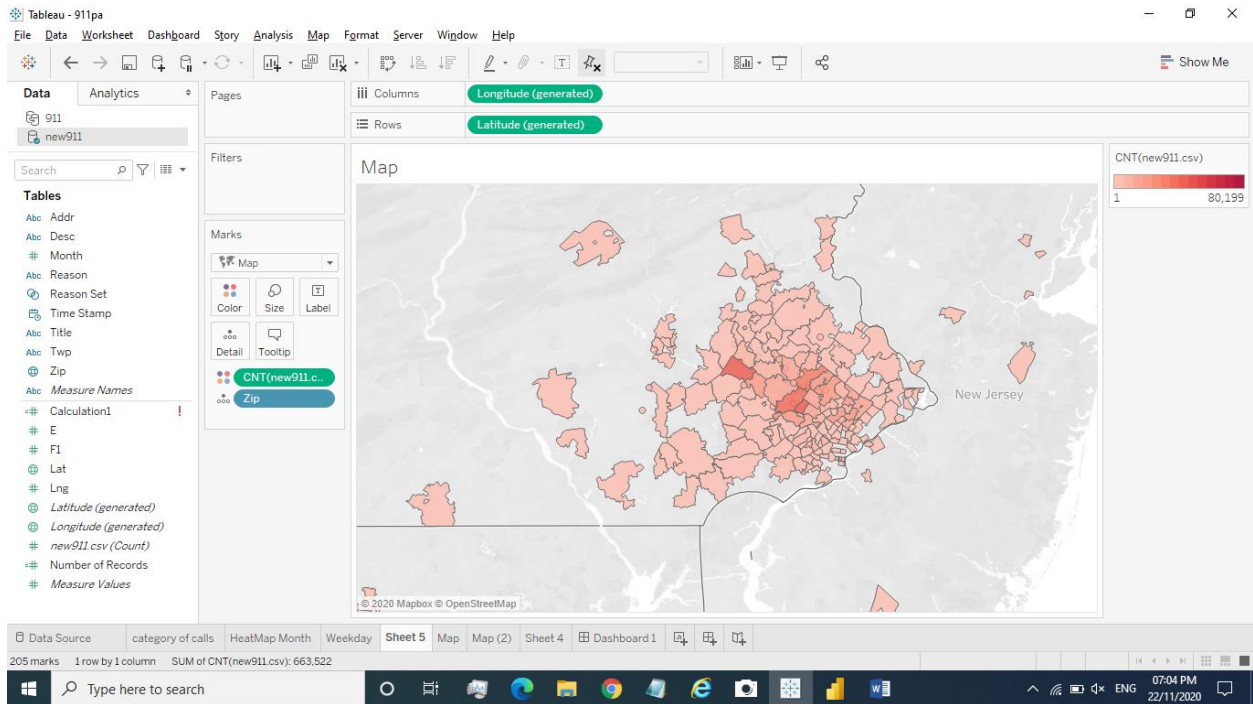 Tableau - 911pa
File Data Worksheet Dashboard Story Analysis Map Format Server Window Help
Show Me
Data Analytics
911
new911
Search
Tables
Abc Addr
Abc Desc
# Month
Abc Reason
Reason Set
Time Stamp
Abc Title
Abc Twp
Zip
Abc Measure Names
=# Calculation1 !
# E
# F1
Lat
# Lng
Latitude (generated)
Longitude (generated)
# new911.csv (Count)
=# Number of Records
# Measure Values
Pages
Filters
Marks
Map
Color Size Label
Detail Tooltip
CNT(new911.c..
Zip
iii Columns Longitude (generated)
Rows Latitude (generated)
Map
New Jersey
© 2020 Mapbox © OpenStreetMap
CNT(new911.csv)
1 80,199
Data Source category of calls HeatMap Month Weekday Sheet 5 Map Map (2) Sheet 4 Dashboard 1
205 marks 1 row by 1 column SUM of CNT(new911.csv): 663,522
Type here to search
ENG
07:04 PM
22/11/2020